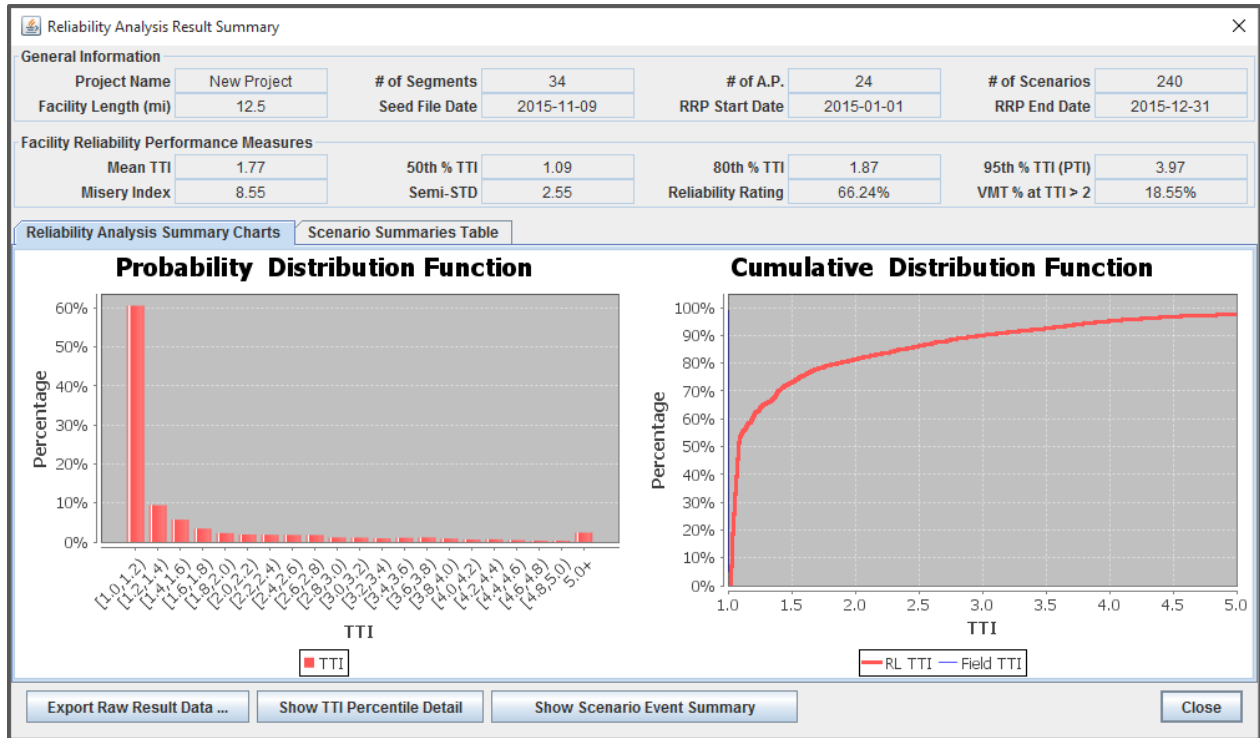 Reliability Analysis Result Summary
General Information
Project Name New Project # of Segments 34 # of A.P. 24 # of Scenarios 240
Facility Length (mi) 12.5 Seed File Date 2015-11-09 RRP Start Date 2015-01-01 RRP End Date 2015-12-31
Facility Reliability Performance Measures
Mean TTI 1.77 50th % TTI 1.09 80th % TTI 1.87 95th % TTI (PTI) 3.97
Misery Index 8.55 Semi-STD 2.55 Reliability Rating 66.24% VMT % at TTI > 2 18.55%
Reliability Analysis Summary Charts Scenario Summaries Table
Probability Distribution Function
60%
50%
40%
30%
20%
10%
0%
Percentage
[1.0,1.2) [1.2,1.4) [1.4,1.6) [1.6,1.8) [1.8,2.0) [2.0,2.2) [2.2,2.4) [2.4,2.6) [2.6,2.8) [2.8,3.0) [3.0,3.2) [3.2,3.4) [3.4,3.6) [3.6,3.8) [3.8,4.0) [4.0,4.2) [4.2,4.4) [4.4,4.6) [4.6,4.8) [4.8,5.0) 5.0+
TTI
TTI
Cumulative Distribution Function
100%
90%
80%
70%
60%
50%
40%
30%
20%
10%
0%
Percentage
1.0 1.5 2.0 2.5 3.0 3.5 4.0 4.5 5.0
TTI
RL TTI Field TTI
Export Raw Result Data ... Show TTI Percentile Detail Show Scenario Event Summary Close